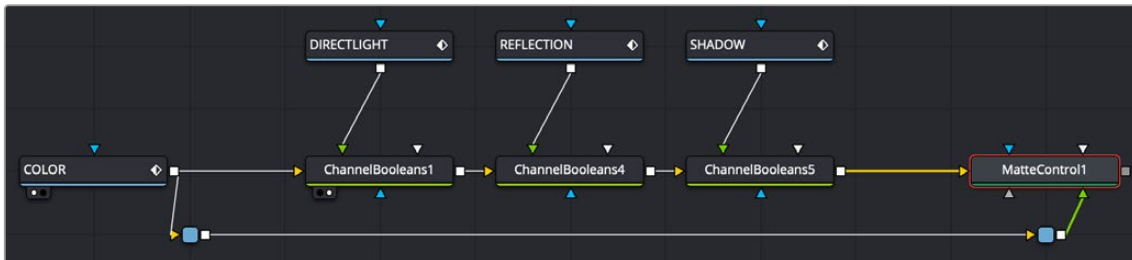 DIRECTLIGHT
REFLECTION
SHADOW
COLOR
ChannelBooleans1
ChannelBooleans4
ChannelBooleans5
MatteControl1